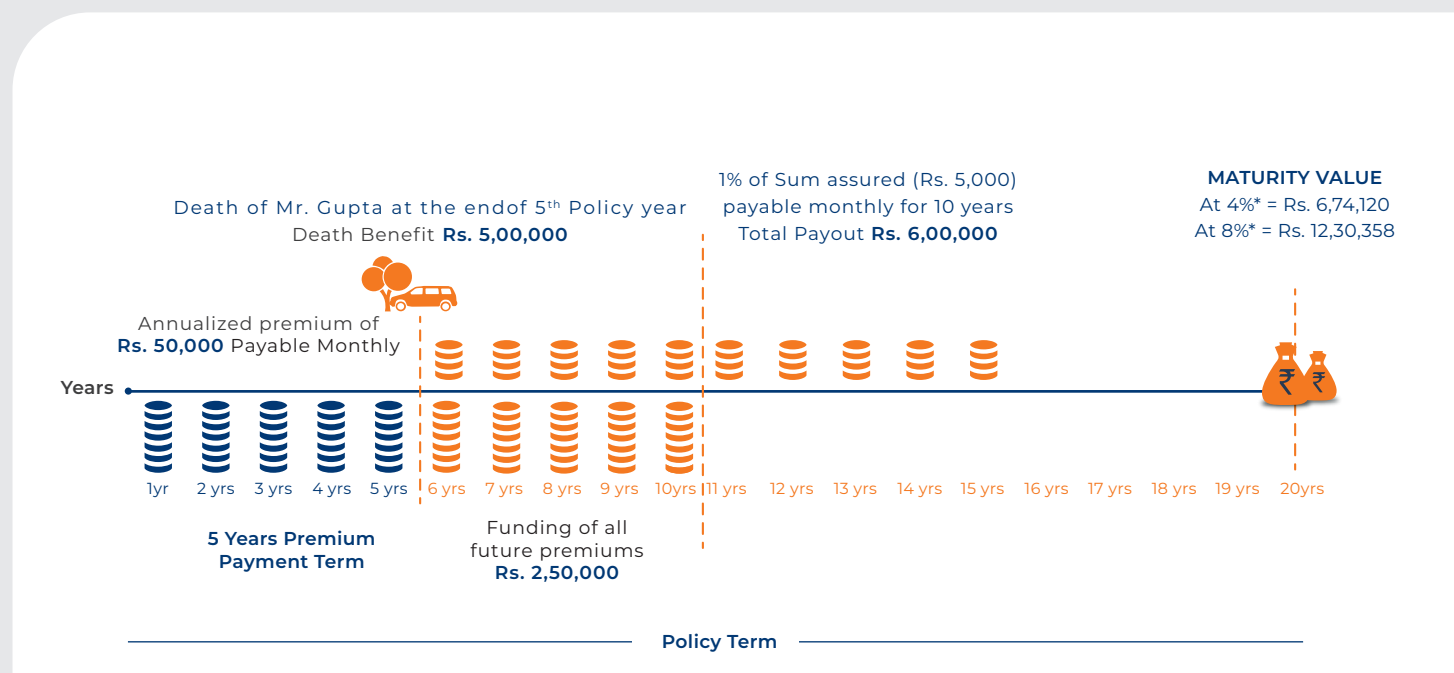 Death of Mr. Gupta at the endof 5th Policy year
Death Benefit Rs. 5,00,000
1% of Sum assured (Rs. 5,000)
payable monthly for 10 years
Total Payout Rs. 6,00,000
MATURITY VALUE
At 4%* = Rs. 6,74,120
At 8%* = Rs. 12,30,358
Annualized premium of
Rs. 50,000 Payable Monthly
Years
₹ ₹
1yr 2 yrs 3 yrs 4 yrs 5 yrs 6 yrs 7 yrs 8 yrs 9 yrs 10yrs 11 yrs 12 yrs 13 yrs 14 yrs 15 yrs 16 yrs 17 yrs 18 yrs 19 yrs 20yrs
5 Years Premium
Payment Term
Funding of all
future premiums
Rs. 2,50,000
Policy Term